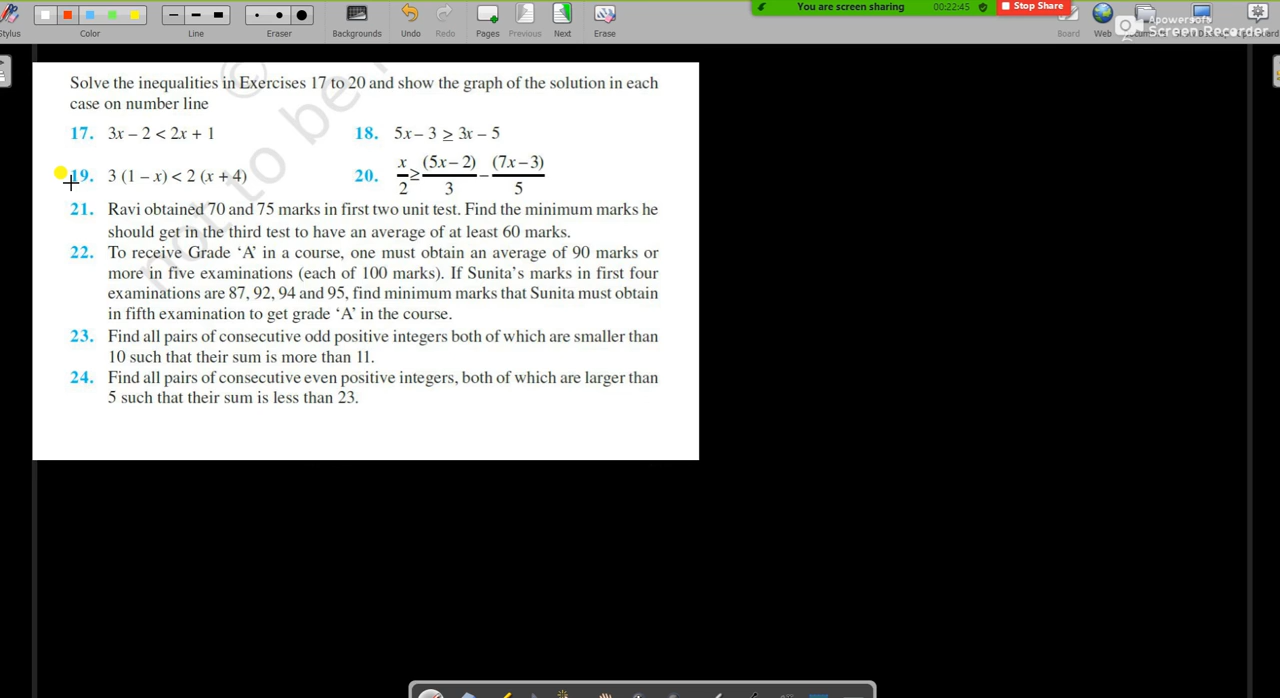 You are screen sharing 00:22:45 Stop Share
Stylus Color Line Eraser Backgrounds Undo Redo Pages Previous Next Erase Board Web
Apowersoft
Screen Recorder
not to be
Solve the inequalities in Exercises 17 to 20 and show the graph of the solution in each
case on number line
17. 3x – 2 < 2x + 1 18. 5x – 3 ≥ 3x – 5
19. 3 (1 – x) < 2 (x + 4) 20. x/2 ≥ (5x – 2)/3 – (7x – 3)/5
21. Ravi obtained 70 and 75 marks in first two unit test. Find the minimum marks he
should get in the third test to have an average of at least 60 marks.
22. To receive Grade ‘A’ in a course, one must obtain an average of 90 marks or
more in five examinations (each of 100 marks). If Sunita’s marks in first four
examinations are 87, 92, 94 and 95, find minimum marks that Sunita must obtain
in fifth examination to get grade ‘A’ in the course.
23. Find all pairs of consecutive odd positive integers both of which are smaller than
10 such that their sum is more than 11.
24. Find all pairs of consecutive even positive integers, both of which are larger than
5 such that their sum is less than 23.